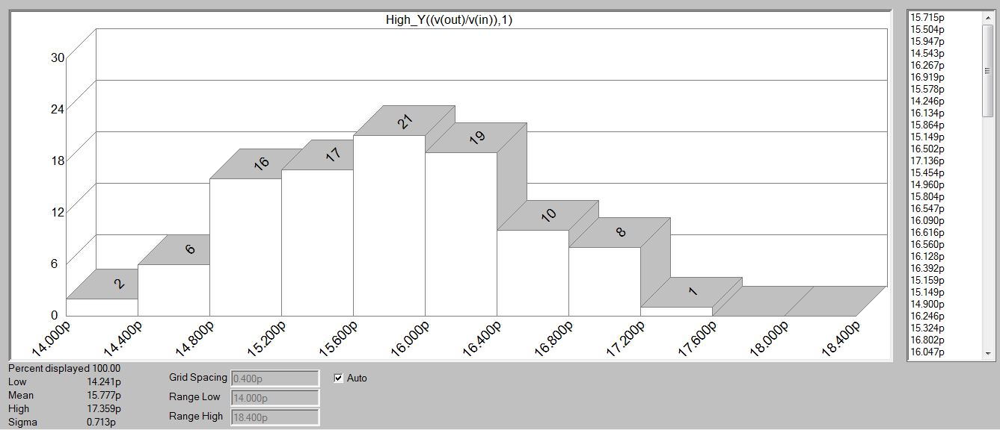 High_Y((v(out)/v(in)),1)
30
24
18
12
6
0
2
6
16
17
21
19
10
8
1
14.000p
14.400p
14.800p
15.200p
15.600p
16.000p
16.400p
16.800p
17.200p
17.600p
18.000p
18.400p
15.715p
15.504p
15.947p
14.543p
16.267p
16.919p
15.578p
14.246p
16.134p
15.864p
15.149p
16.502p
17.136p
15.454p
14.960p
15.804p
16.547p
16.090p
16.616p
16.560p
16.128p
16.392p
15.159p
15.149p
14.900p
16.246p
15.324p
16.802p
16.047p
Percent displayed 100.00
Low 14.241p
Mean 15.777p
High 17.359p
Sigma 0.713p
Grid Spacing 0.400p
Range Low 14.000p
Range High 18.400p
Auto